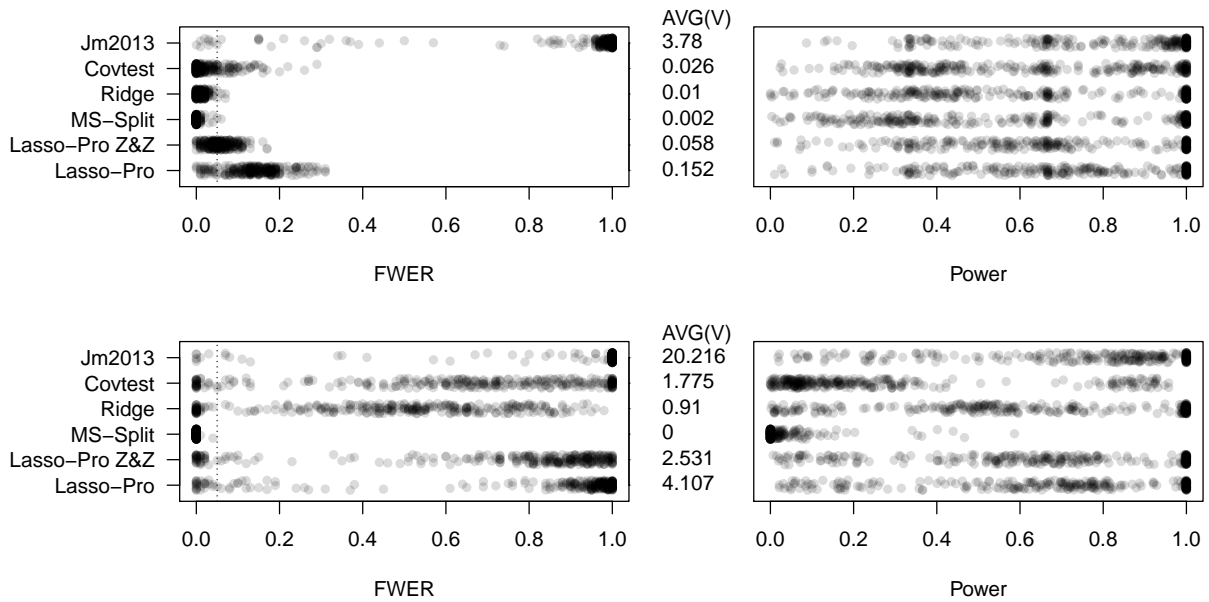 AVG(V)
Jm2013 3.78
Covtest 0.026
Ridge 0.01
MS−Split 0.002
Lasso−Pro Z&Z 0.058
Lasso−Pro 0.152
0.0 0.2 0.4 0.6 0.8 1.0 0.0 0.2 0.4 0.6 0.8 1.0
FWER Power
AVG(V)
Jm2013 20.216
Covtest 1.775
Ridge 0.91
MS−Split 0
Lasso−Pro Z&Z 2.531
Lasso−Pro 4.107
0.0 0.2 0.4 0.6 0.8 1.0 0.0 0.2 0.4 0.6 0.8 1.0
FWER Power